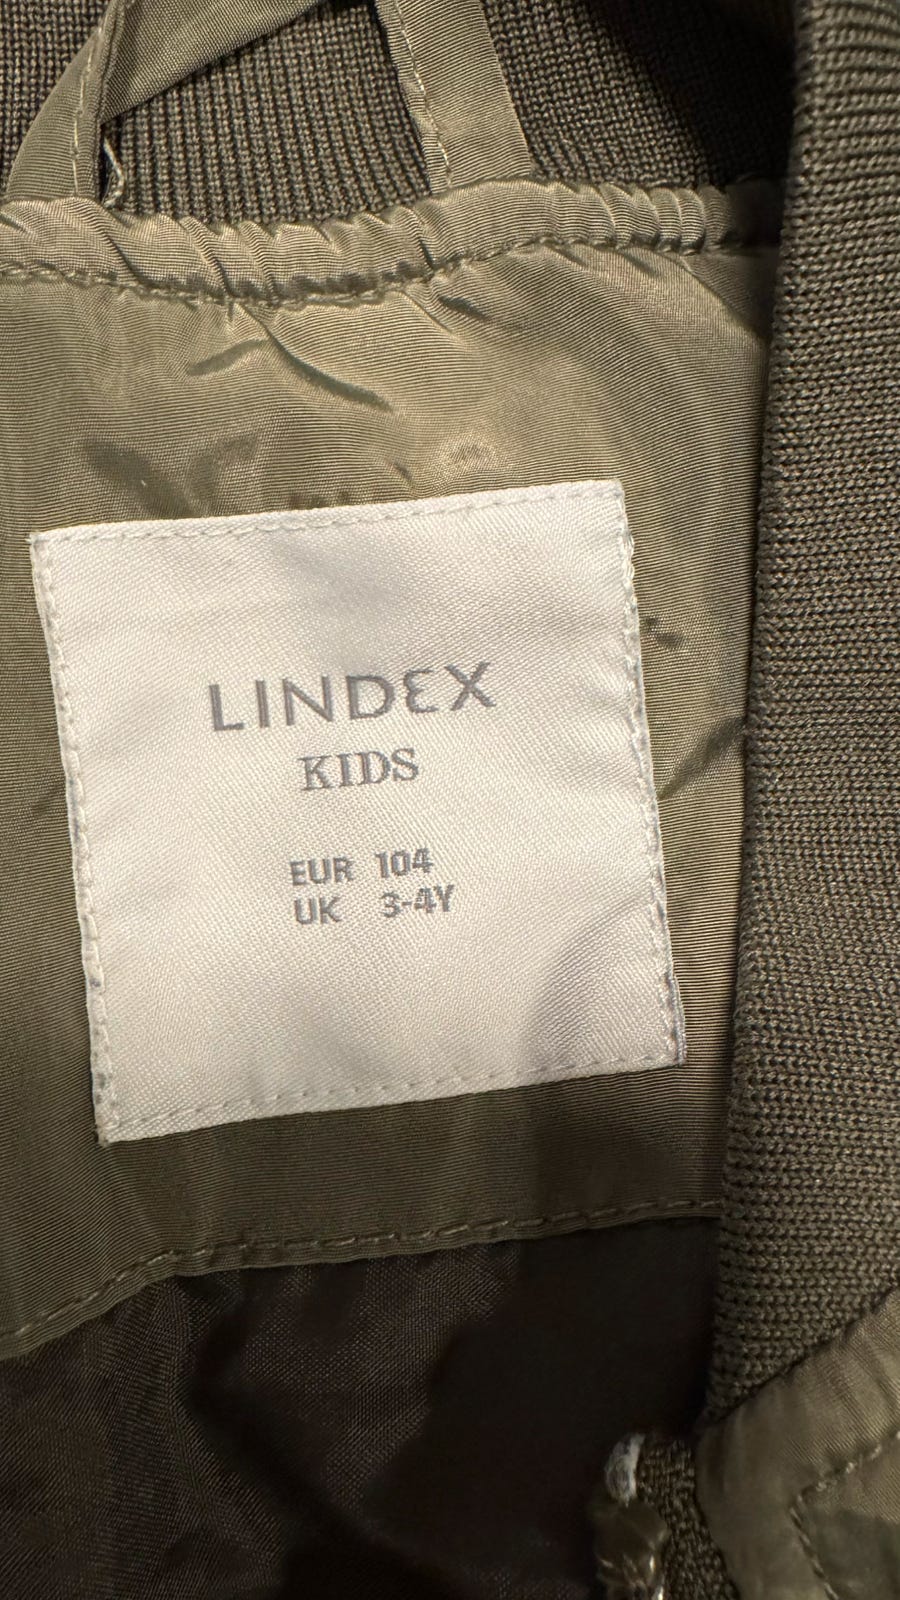 LINDEX
KIDS
EUR 104
UK 3-4Y